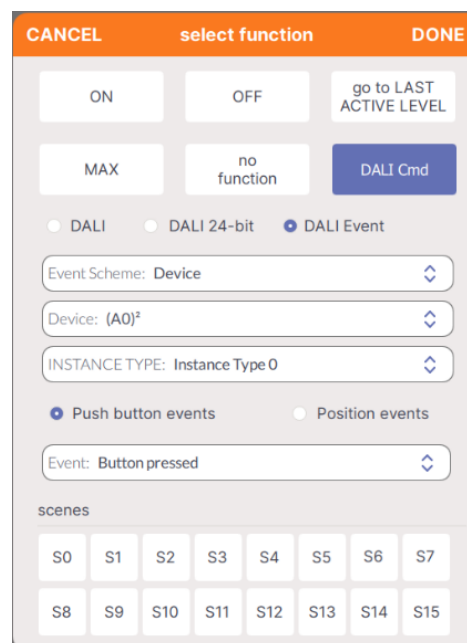 CANCEL select function DONE
ON OFF go to LAST
ACTIVE LEVEL
MAX no
function DALI Cmd
DALI DALI 24-bit DALI Event
Event Scheme: Device
Device: (A0)²
INSTANCE TYPE: Instance Type 0
Push button events Position events
Event: Button pressed
scenes
S0 S1 S2 S3 S4 S5 S6 S7
S8 S9 S10 S11 S12 S13 S14 S15